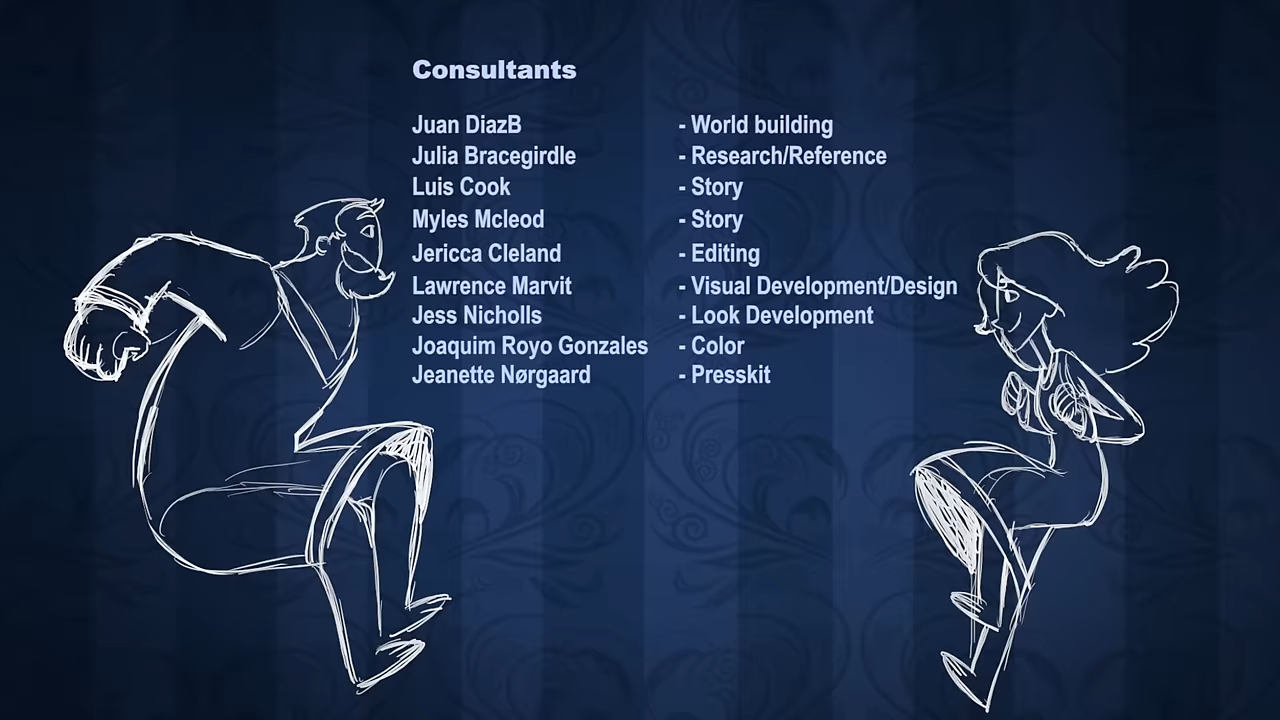 Consultants
Juan DiazB - World building
Julia Bracegirdle - Research/Reference
Luis Cook - Story
Myles Mcleod - Story
Jericca Cleland - Editing
Lawrence Marvit - Visual Development/Design
Jess Nicholls - Look Development
Joaquim Royo Gonzales - Color
Jeanette Nørgaard - Presskit